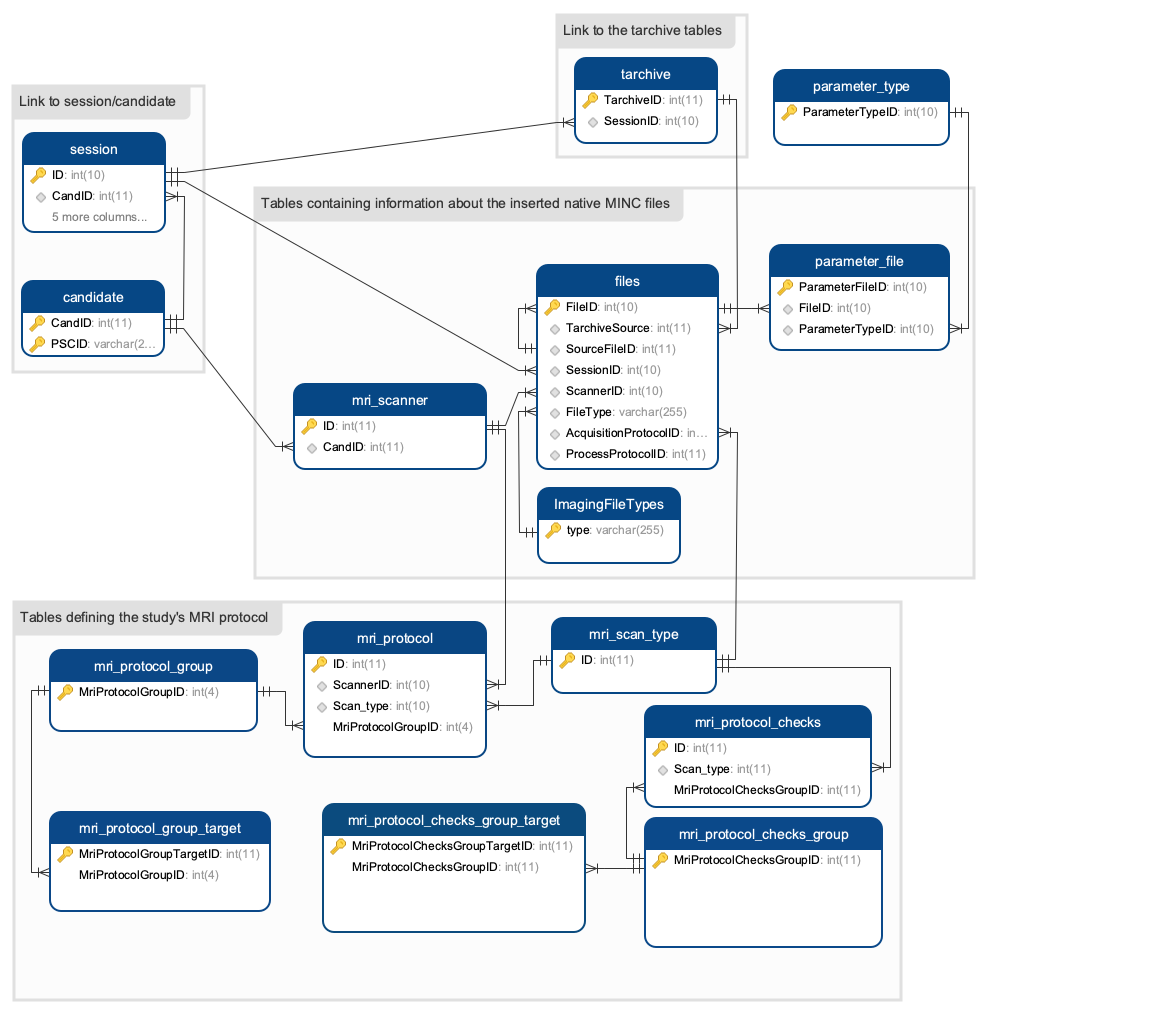 Link to the tarchive tables
tarchive
TarchiveID: int(11)
SessionID: int(10)
parameter_type
ParameterTypeID: int(10)
Link to session/candidate
session
ID: int(10)
CandID: int(11)
5 more columns...
candidate
CandID: int(11)
PSCID: varchar(2...
Tables containing information about the inserted native MINC files
files
FileID: int(10)
TarchiveSource: int(11)
SourceFileID: int(11)
SessionID: int(10)
ScannerID: int(10)
FileType: varchar(255)
AcquisitionProtocolID: in...
ProcessProtocolID: int(11)
parameter_file
ParameterFileID: int(10)
FileID: int(10)
ParameterTypeID: int(10)
mri_scanner
ID: int(11)
CandID: int(11)
ImagingFileTypes
type: varchar(255)
Tables defining the study's MRI protocol
mri_protocol_group
MriProtocolGroupID: int(4)
mri_protocol
ID: int(11)
ScannerID: int(10)
Scan_type: int(10)
MriProtocolGroupID: int(4)
mri_scan_type
ID: int(11)
mri_protocol_checks
ID: int(11)
Scan_type: int(11)
MriProtocolChecksGroupID: int(11)
mri_protocol_group_target
MriProtocolGroupTargetID: int(11)
MriProtocolGroupID: int(4)
mri_protocol_checks_group_target
MriProtocolChecksGroupTargetID: int(11)
MriProtocolChecksGroupID: int(11)
mri_protocol_checks_group
MriProtocolChecksGroupID: int(11)